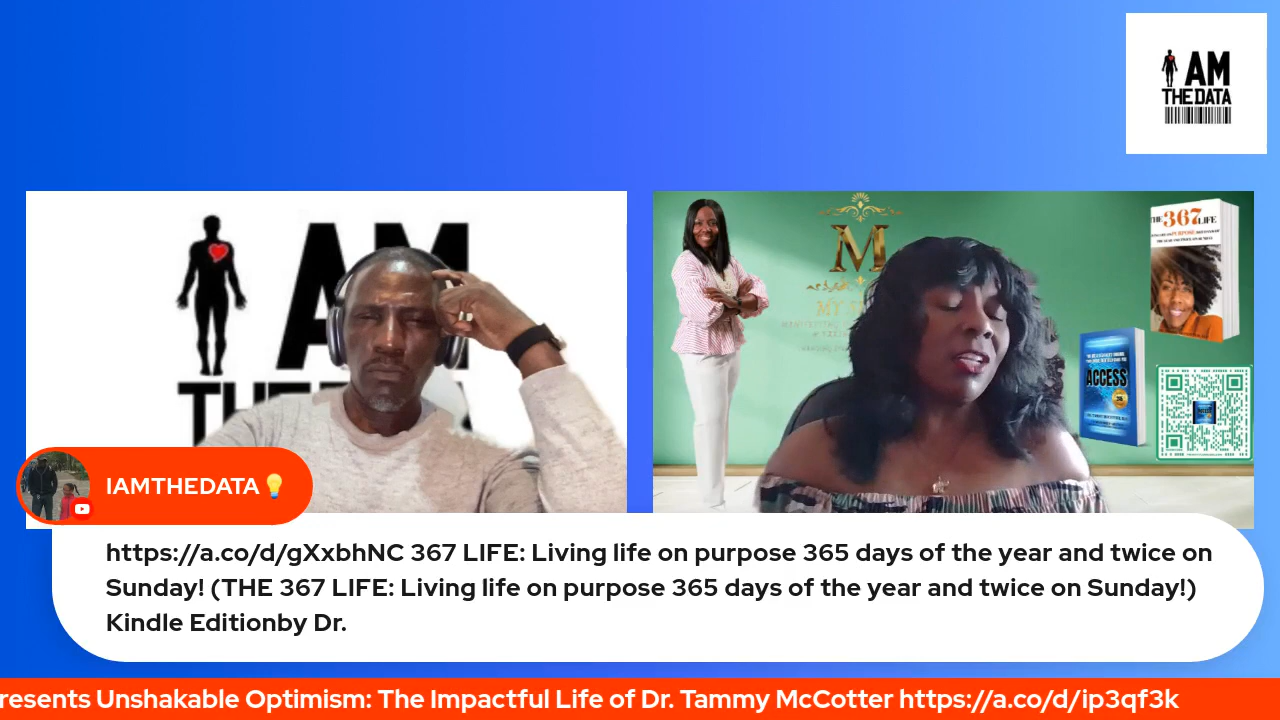 I AM
THE DATA
I AM
M
THE 367 LIFE
ACCESS
IAMTHEDATA💡
https://a.co/d/gXxbhNC 367 LIFE: Living life on purpose 365 days of the year and twice on
Sunday! (THE 367 LIFE: Living life on purpose 365 days of the year and twice on Sunday!)
Kindle Editionby Dr.
resents Unshakable Optimism: The Impactful Life of Dr. Tammy McCotter https://a.co/d/ip3qf3k